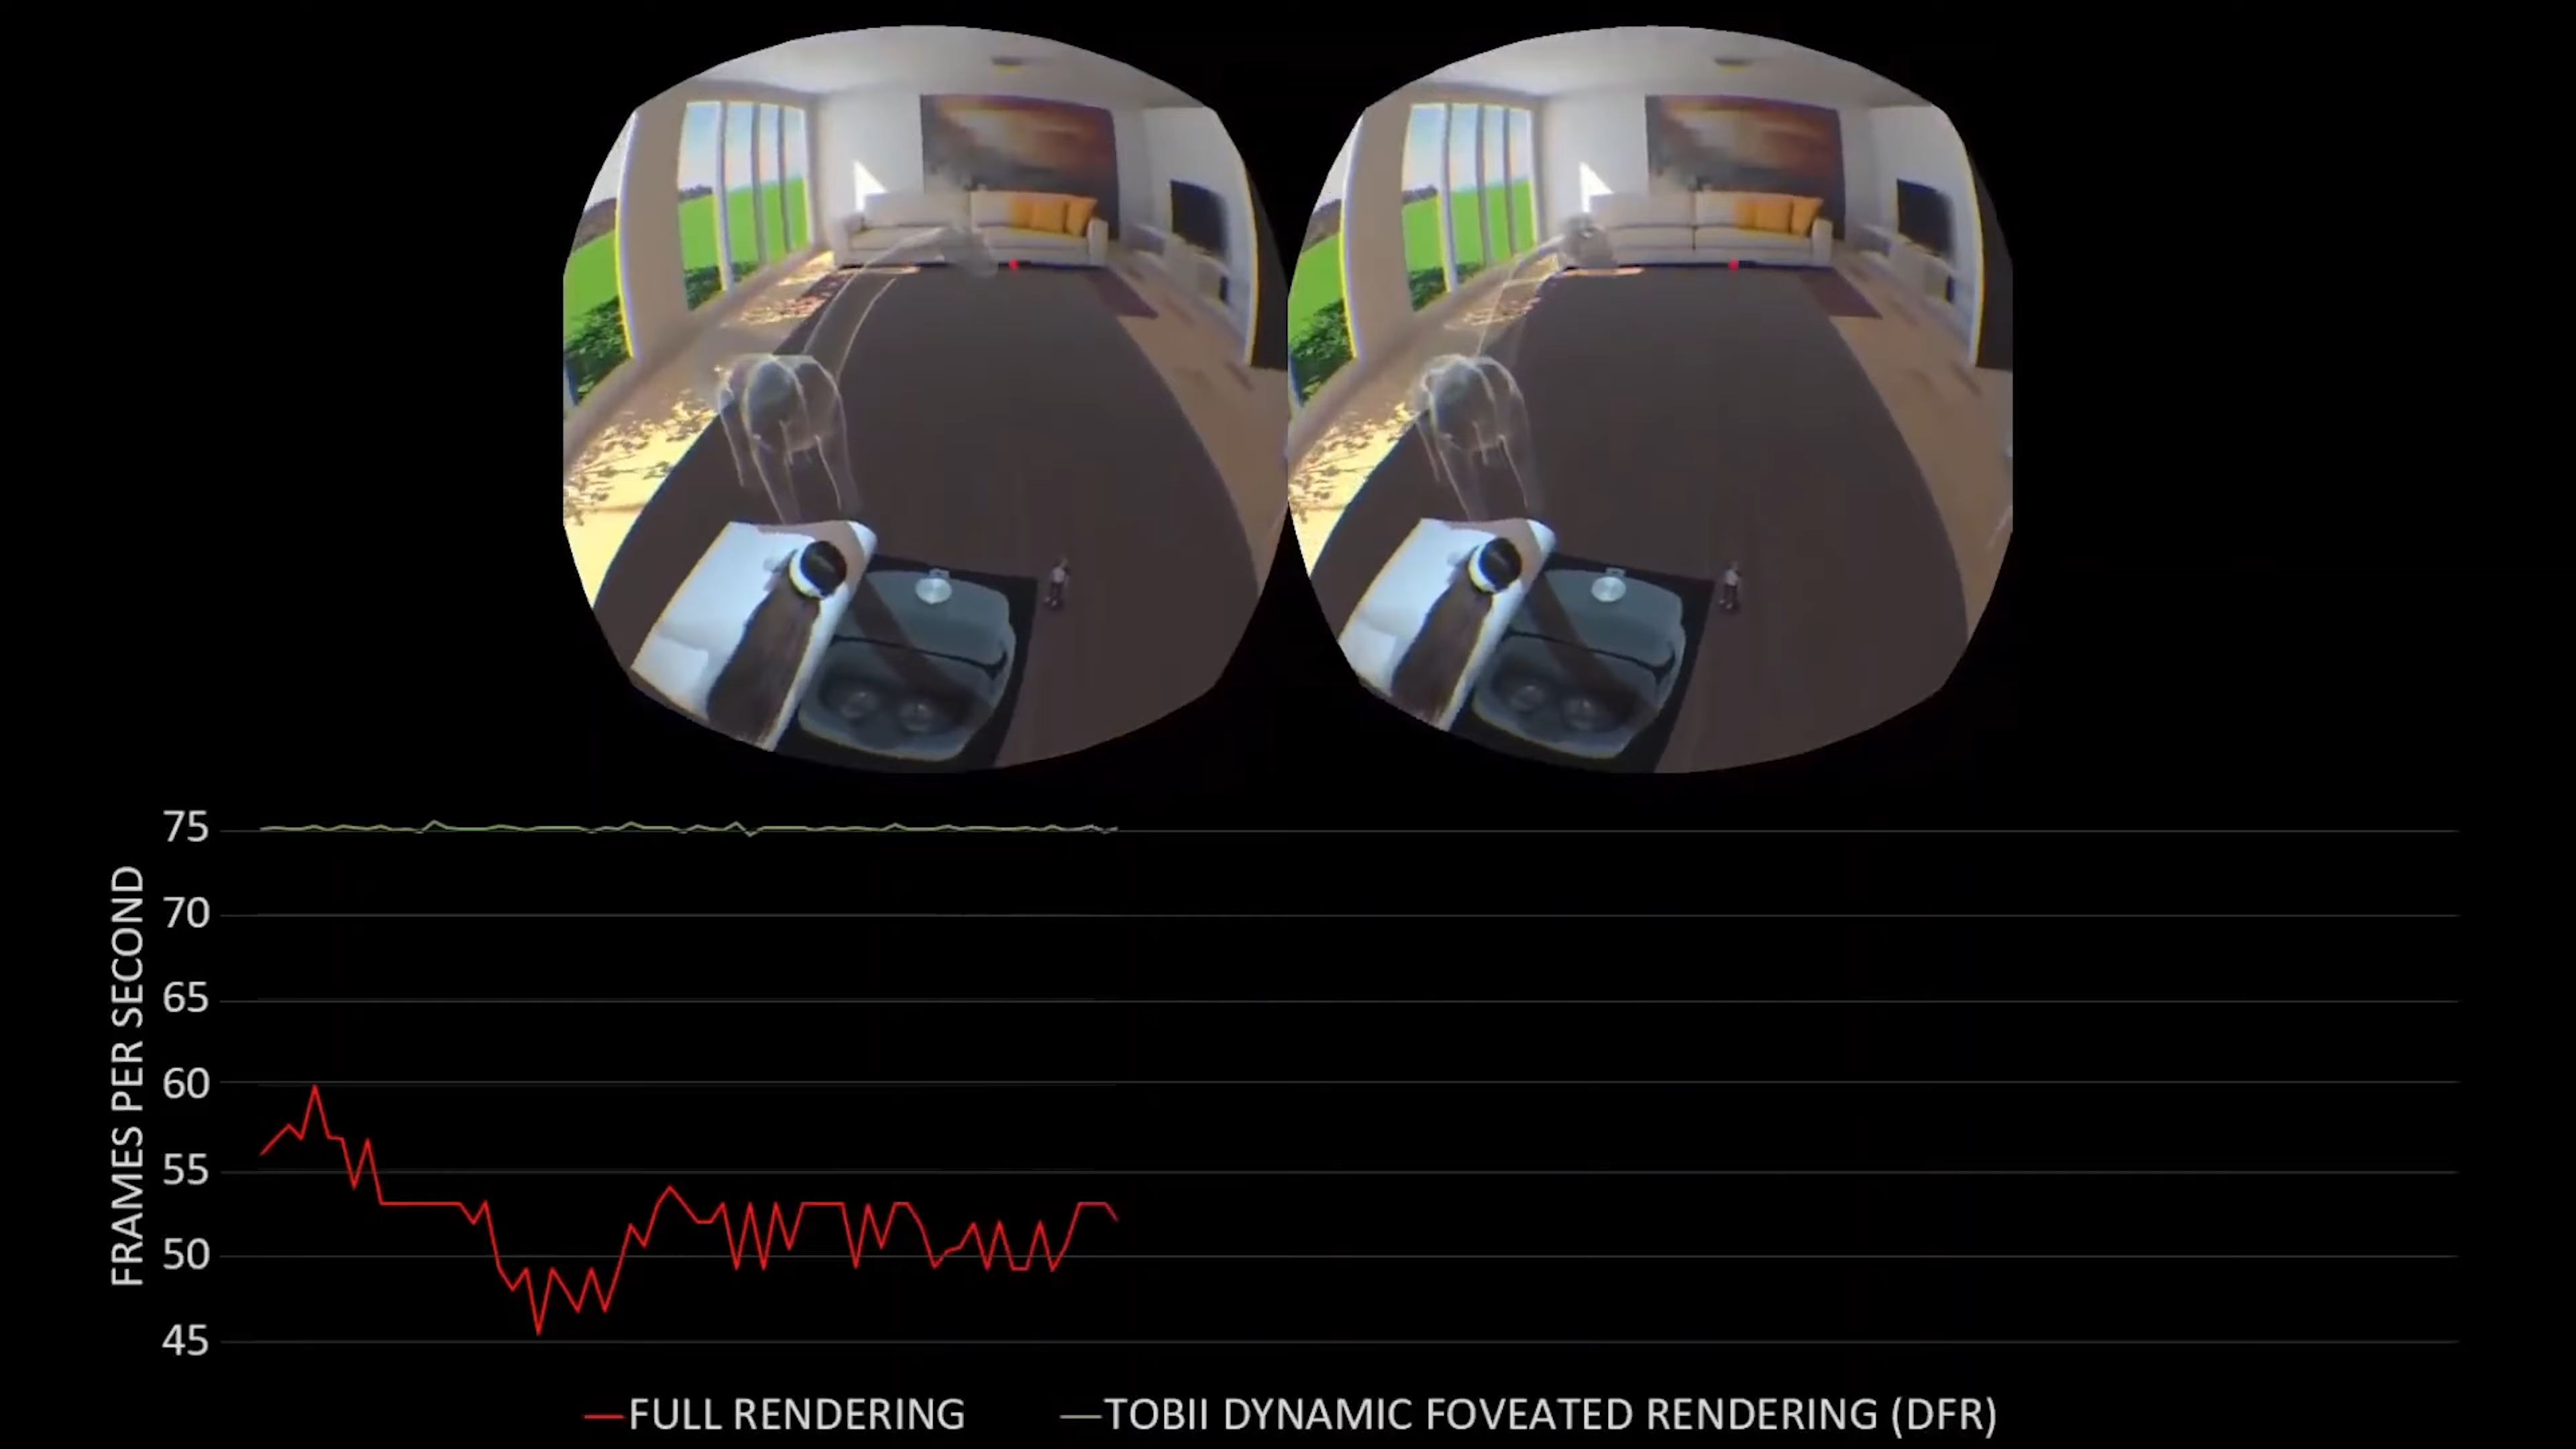 75
70
65
60
55
50
45
FRAMES PER SECOND
FULL RENDERING
TOBII DYNAMIC FOVEATED RENDERING (DFR)